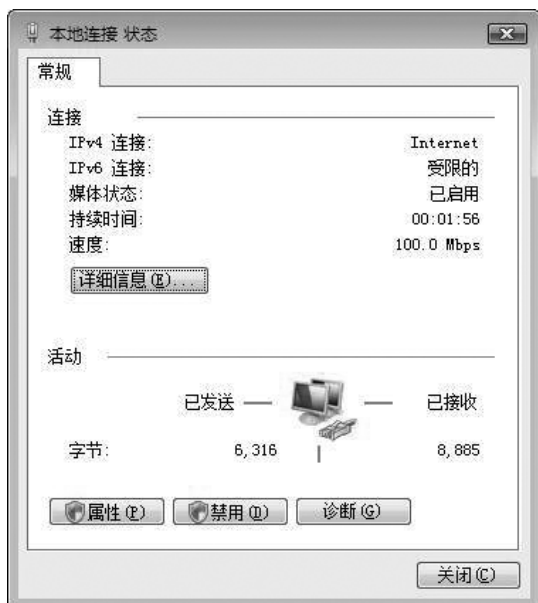 本地连接 状态
常规
连接
IPv4 连接: Internet
IPv6 连接: 受限的
媒体状态: 已启用
持续时间: 00:01:56
速度: 100.0 Mbps
详细信息(E)...
活动
已发送 — — 已接收
字节: 6,316 | 8,885
属性(P) 禁用(D) 诊断(G)
关闭(C)